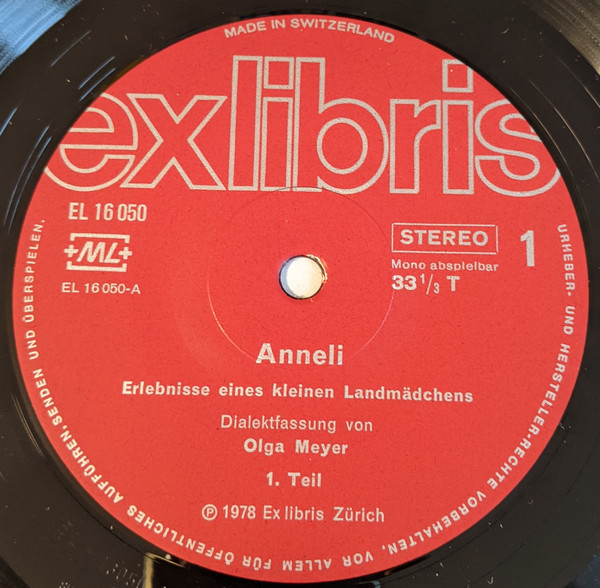 MADE IN SWITZERLAND
exlibris
EL 16 050
+ML+
EL 16 050-A
STEREO
Mono abspielbar
33 1/3 T
1
Anneli
Erlebnisse eines kleinen Landmädchens
Dialektfassung von
Olga Meyer
1. Teil
Ⓟ 1978 Ex libris Zürich
URHEBER- UND HERSTELLER-RECHTE VORBEHALTEN, VOR ALLEM FÜR ÖFFENTLICHES AUFFÜHREN, SENDEN UND ÜBERSPIELEN.